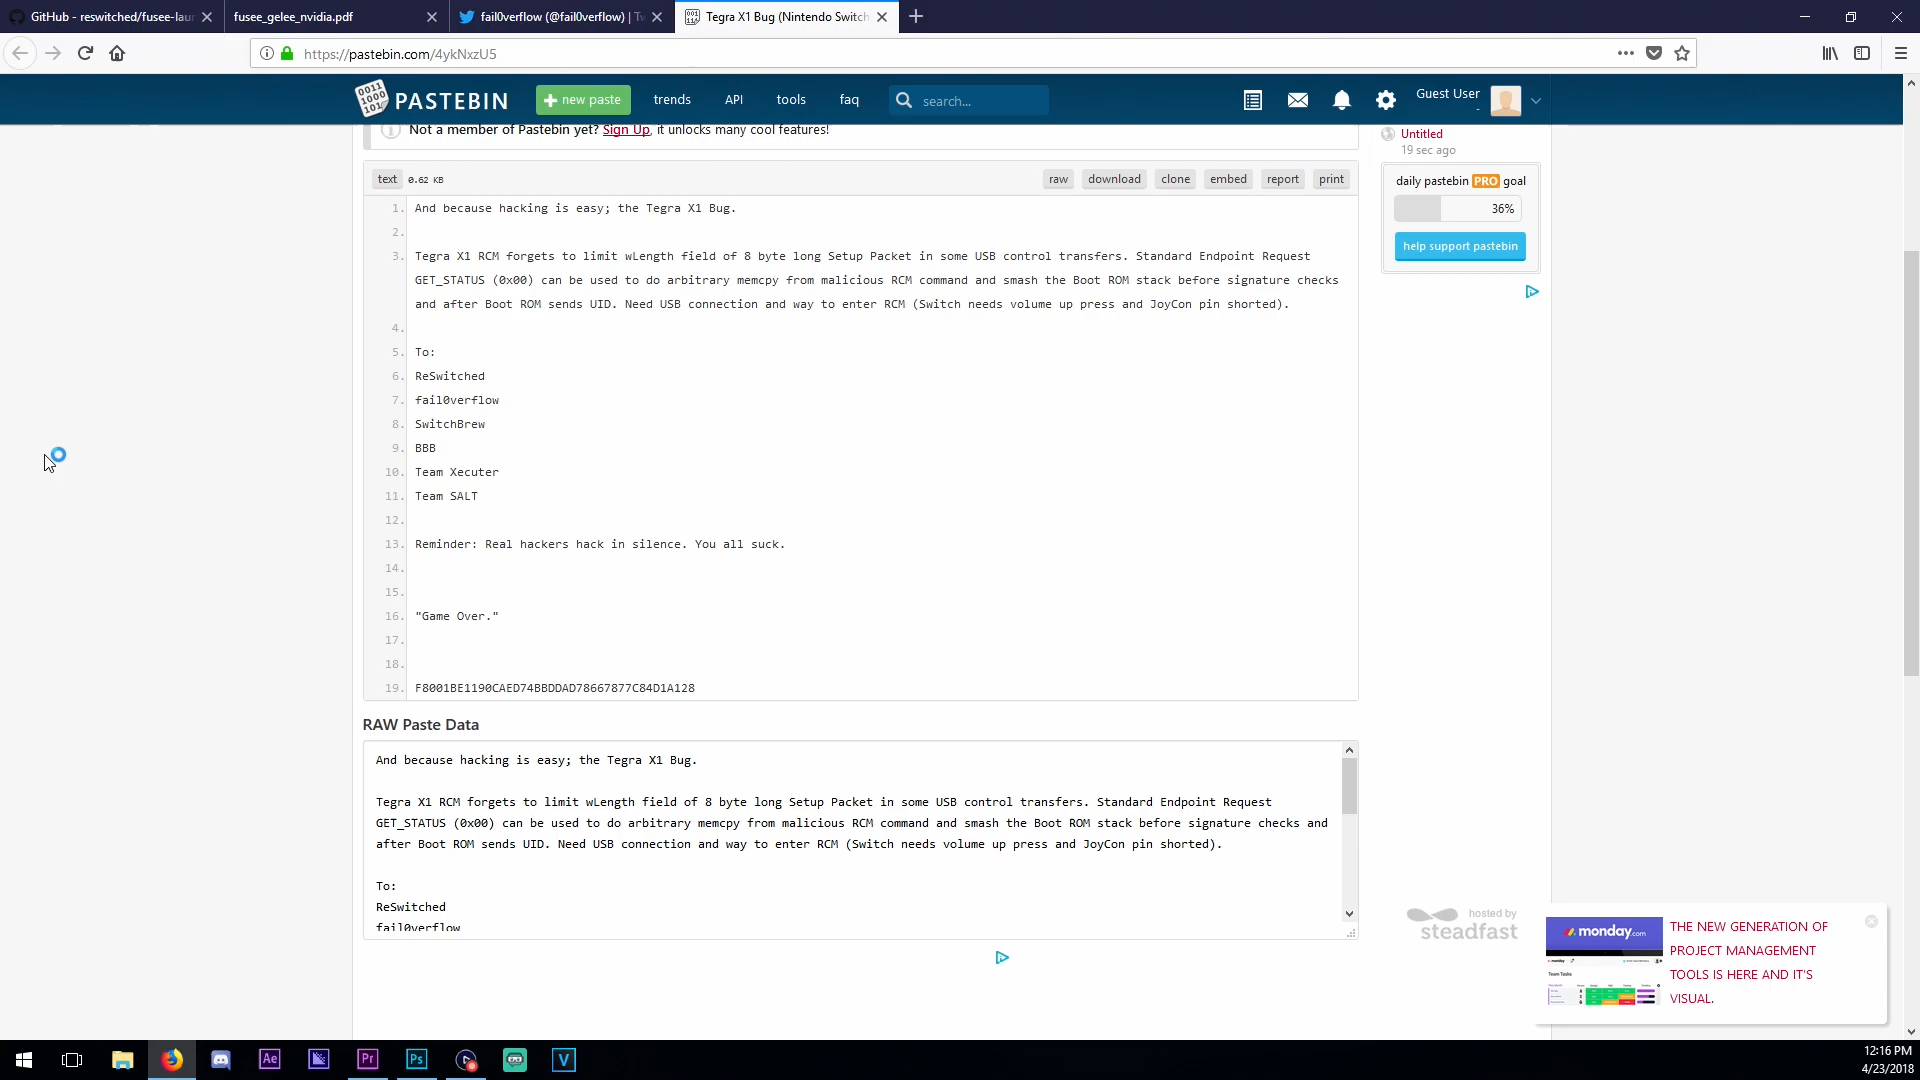 GitHub - reswitched/fusee-laun
fusee_gelee_nvidia.pdf
fail0verflow (@fail0verflow) | Tw
Tegra X1 Bug (Nintendo Switch
https://pastebin.com/4ykNxzU5
0011
1000
101
PASTEBIN
new paste
trends
API
tools
faq
search...
Guest User
-
Not a member of Pastebin yet? Sign Up, it unlocks many cool features!
Untitled
19 sec ago
daily pastebin PRO goal
36%
help support pastebin
text 0.62 KB
raw
download
clone
embed
report
print
1. And because hacking is easy; the Tegra X1 Bug.
2.
3. Tegra X1 RCM forgets to limit wLength field of 8 byte long Setup Packet in some USB control transfers. Standard Endpoint Request
GET_STATUS (0x00) can be used to do arbitrary memcpy from malicious RCM command and smash the Boot ROM stack before signature checks
and after Boot ROM sends UID. Need USB connection and way to enter RCM (Switch needs volume up press and JoyCon pin shorted).
4.
5. To:
6. ReSwitched
7. fail0verflow
8. SwitchBrew
9. BBB
10. Team Xecuter
11. Team SALT
12.
13. Reminder: Real hackers hack in silence. You all suck.
14.
15.
16. "Game Over."
17.
18.
19. F8001BE1190CAED74BBDDAD78667877C84D1A128
RAW Paste Data
And because hacking is easy; the Tegra X1 Bug.
Tegra X1 RCM forgets to limit wLength field of 8 byte long Setup Packet in some USB control transfers. Standard Endpoint Request
GET_STATUS (0x00) can be used to do arbitrary memcpy from malicious RCM command and smash the Boot ROM stack before signature checks and
after Boot ROM sends UID. Need USB connection and way to enter RCM (Switch needs volume up press and JoyCon pin shorted).
To:
ReSwitched
fail0verflow
hosted by
steadfast
monday.com
monday
Team Tasks
THE NEW GENERATION OF
PROJECT MANAGEMENT
TOOLS IS HERE AND IT'S
VISUAL.
Ae
Pr
Ps
V
12:16 PM
4/23/2018